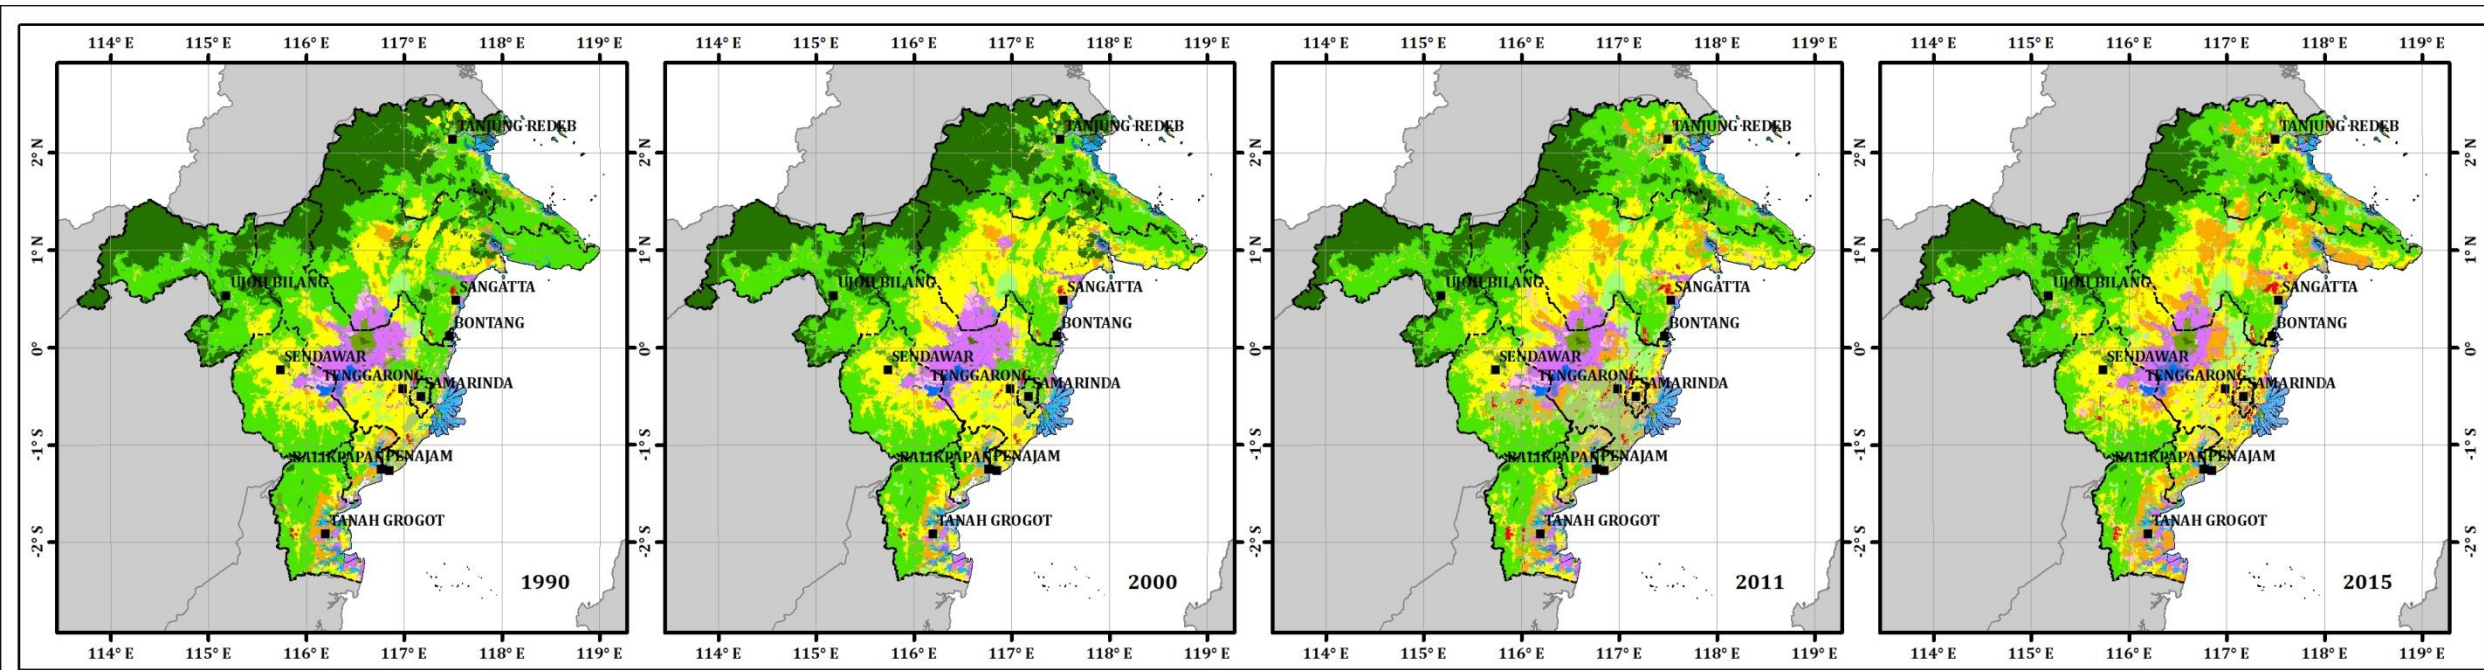 114° E 115° E 116° E 117° E 118° E 119° E 114° E 115° E 116° E 117° E 118° E 119° E 114° E 115° E 116° E 117° E 118° E 119° E 114° E 115° E 116° E 117° E 118° E 119° E
TANJUNG REDEB TANJUNG REDEB TANJUNG REDEB TANJUNG REDEB
2° N 2° N 2° N 2° N 2° N
1° N 1° N 1° N 1° N 1° N
UJOH BILANG UJOH BILANG UJOH BILANG UJOH BILANG
SANGATTA SANGATTA SANGATTA SANGATTA
BONTANG BONTANG BONTANG BONTANG
0° 0° 0° 0° 0°
SENDAWAR SENDAWAR SENDAWAR SENDAWAR
TENGGARONG SAMARINDA TENGGARONG SAMARINDA TENGGARONG SAMARINDA TENGGARONG SAMARINDA
-1° S -1° S -1° S -1° S -1° S
BALIKPAPAN PENAJAM BALIKPAPAN PENAJAM BALIKPAPAN PENAJAM BALIKPAPAN PENAJAM
TANAH GROGOT TANAH GROGOT TANAH GROGOT TANAH GROGOT
-2° S -2° S -2° S -2° S -2° S
1990 2000 2011 2015
114° E 115° E 116° E 117° E 118° E 119° E 114° E 115° E 116° E 117° E 118° E 119° E 114° E 115° E 116° E 117° E 118° E 119° E 114° E 115° E 116° E 117° E 118° E 119° E